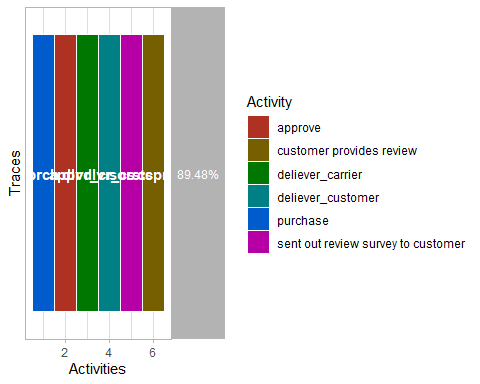 Traces
89.48%
2
4
6
Activities
Activity
approve
customer provides review
deliever_carrier
deliever_customer
purchase
sent out review survey to customer